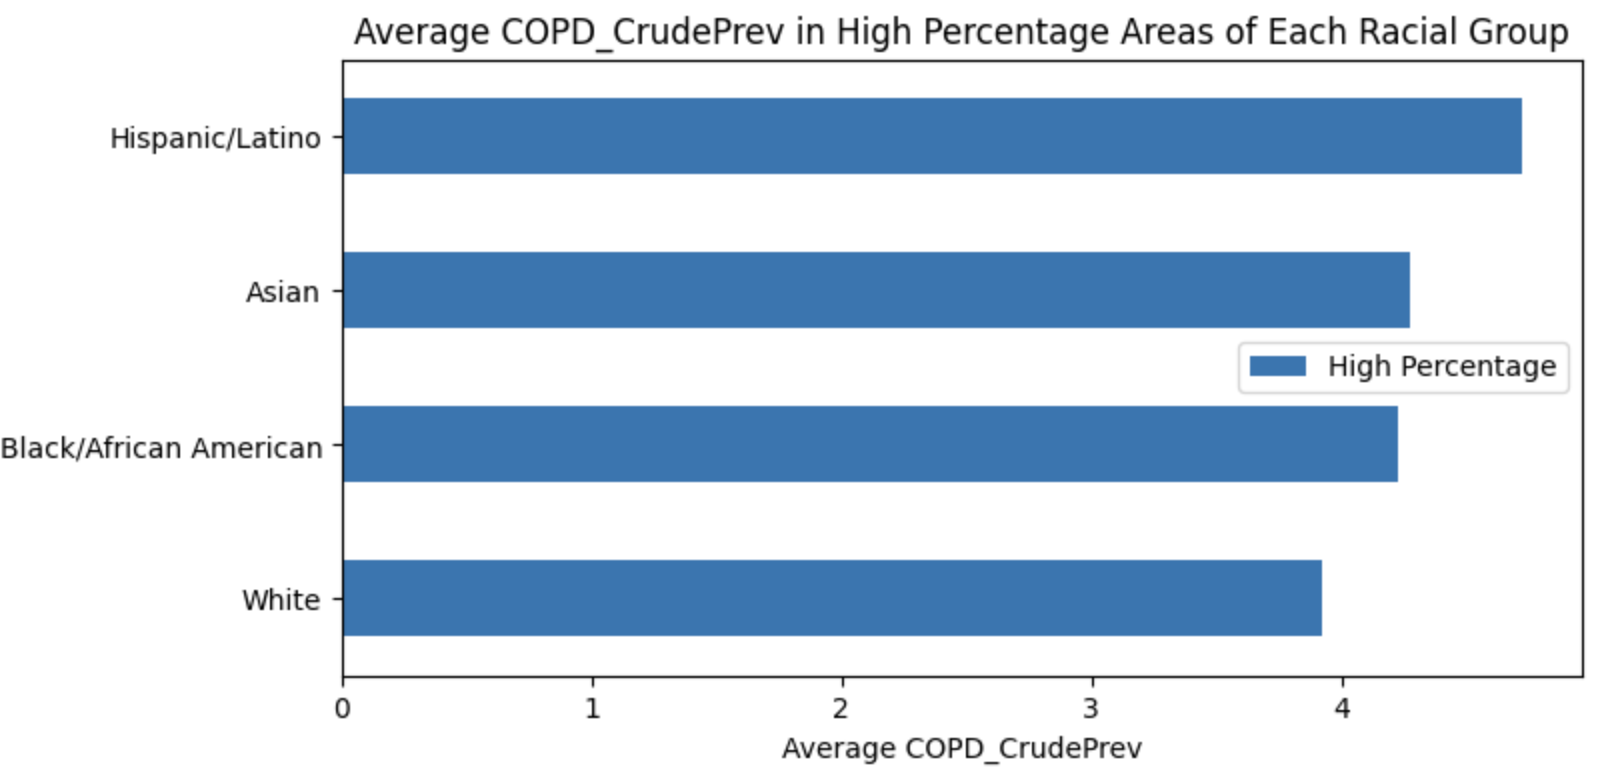 Average COPD_CrudePrev in High Percentage Areas of Each Racial Group
Hispanic/Latino
Asian
High Percentage
Black/African American
White
0 1 2 3 4
Average COPD_CrudePrev